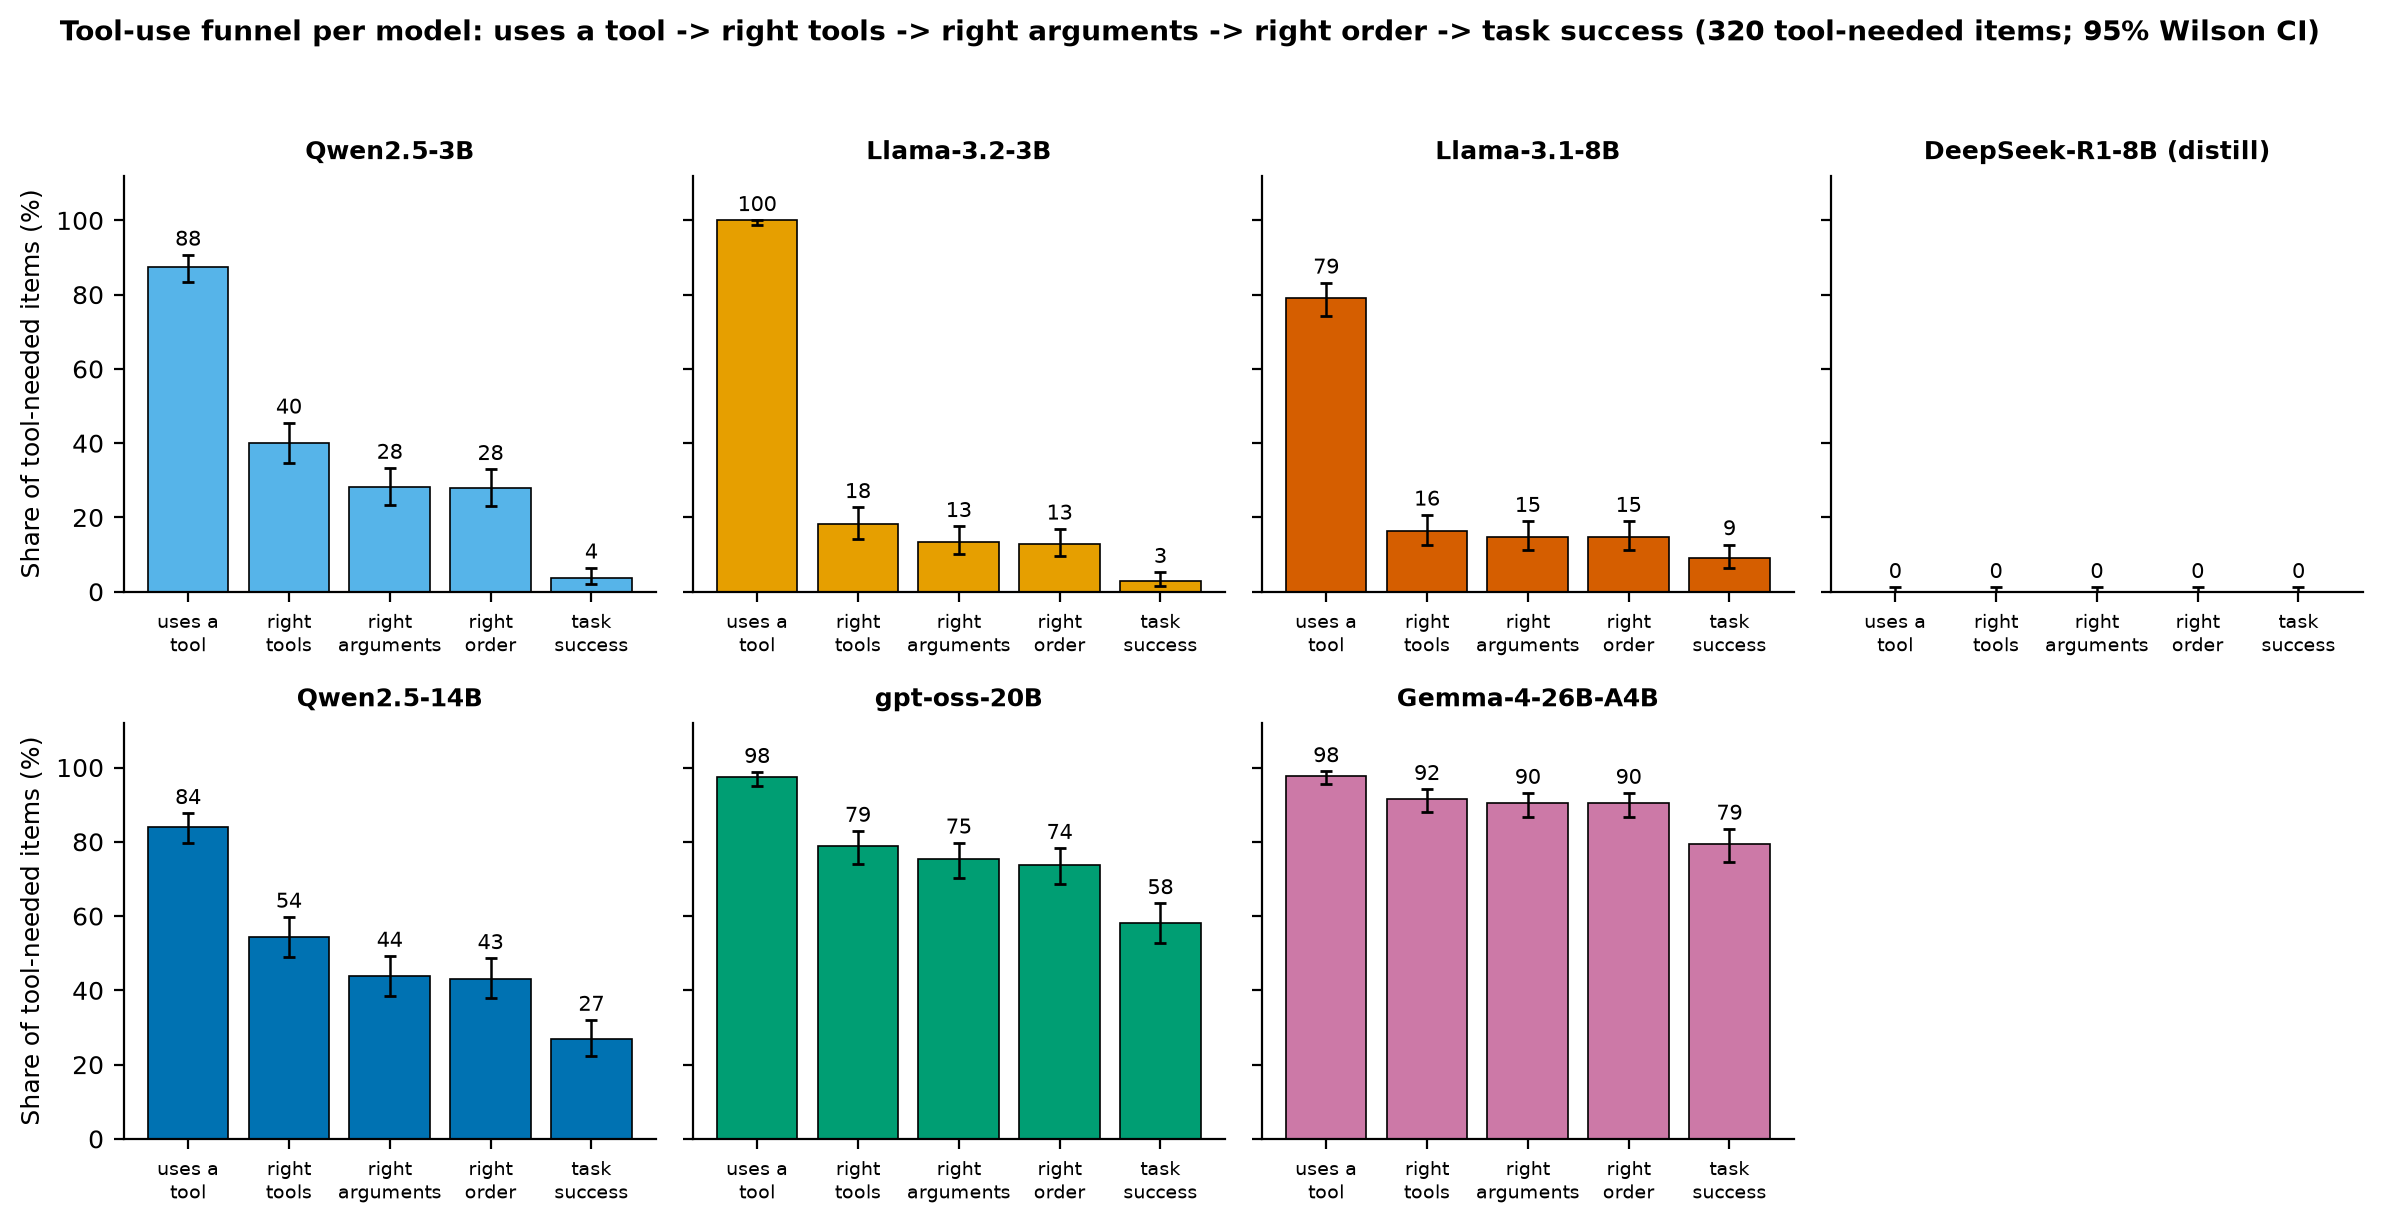 Tool-use funnel per model: uses a tool -> right tools -> right arguments -> right order -> task success (320 tool-needed items; 95% Wilson CI)
Qwen2.5-3B
Share of tool-needed items (%)
100
80
60
40
20
0
88
40
28
28
4
uses a
tool
right
tools
right
arguments
right
order
task
success
Llama-3.2-3B
100
18
13
13
3
uses a
tool
right
tools
right
arguments
right
order
task
success
Llama-3.1-8B
79
16
15
15
9
uses a
tool
right
tools
right
arguments
right
order
task
success
DeepSeek-R1-8B (distill)
0
0
0
0
0
uses a
tool
right
tools
right
arguments
right
order
task
success
Qwen2.5-14B
Share of tool-needed items (%)
100
80
60
40
20
0
84
54
44
43
27
uses a
tool
right
tools
right
arguments
right
order
task
success
gpt-oss-20B
98
79
75
74
58
uses a
tool
right
tools
right
arguments
right
order
task
success
Gemma-4-26B-A4B
98
92
90
90
79
uses a
tool
right
tools
right
arguments
right
order
task
success